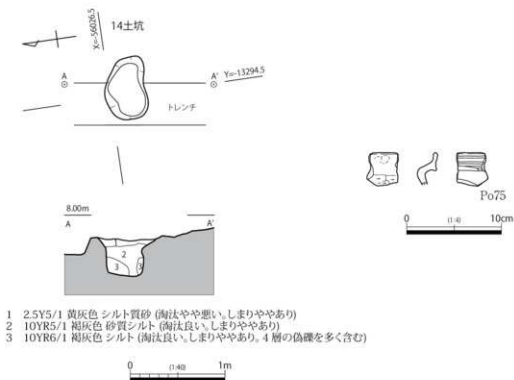 14土坑
X=-56026.5
A
A'
Y=-13294.5
トレンチ
8.00m
A
A'
1
2
3
Po75
0 (1:4) 10cm
1 2.5Y5/1 黄灰色 シルト質砂 (淘汰やや悪い。しまりややあり)
2 10YR5/1 褐灰色 砂質シルト (淘汰良い。しまりややあり)
3 10YR6/1 褐灰色 シルト (淘汰良い。しまりややあり。4層の偽礫を多く含む)
0 (1:40) 1m